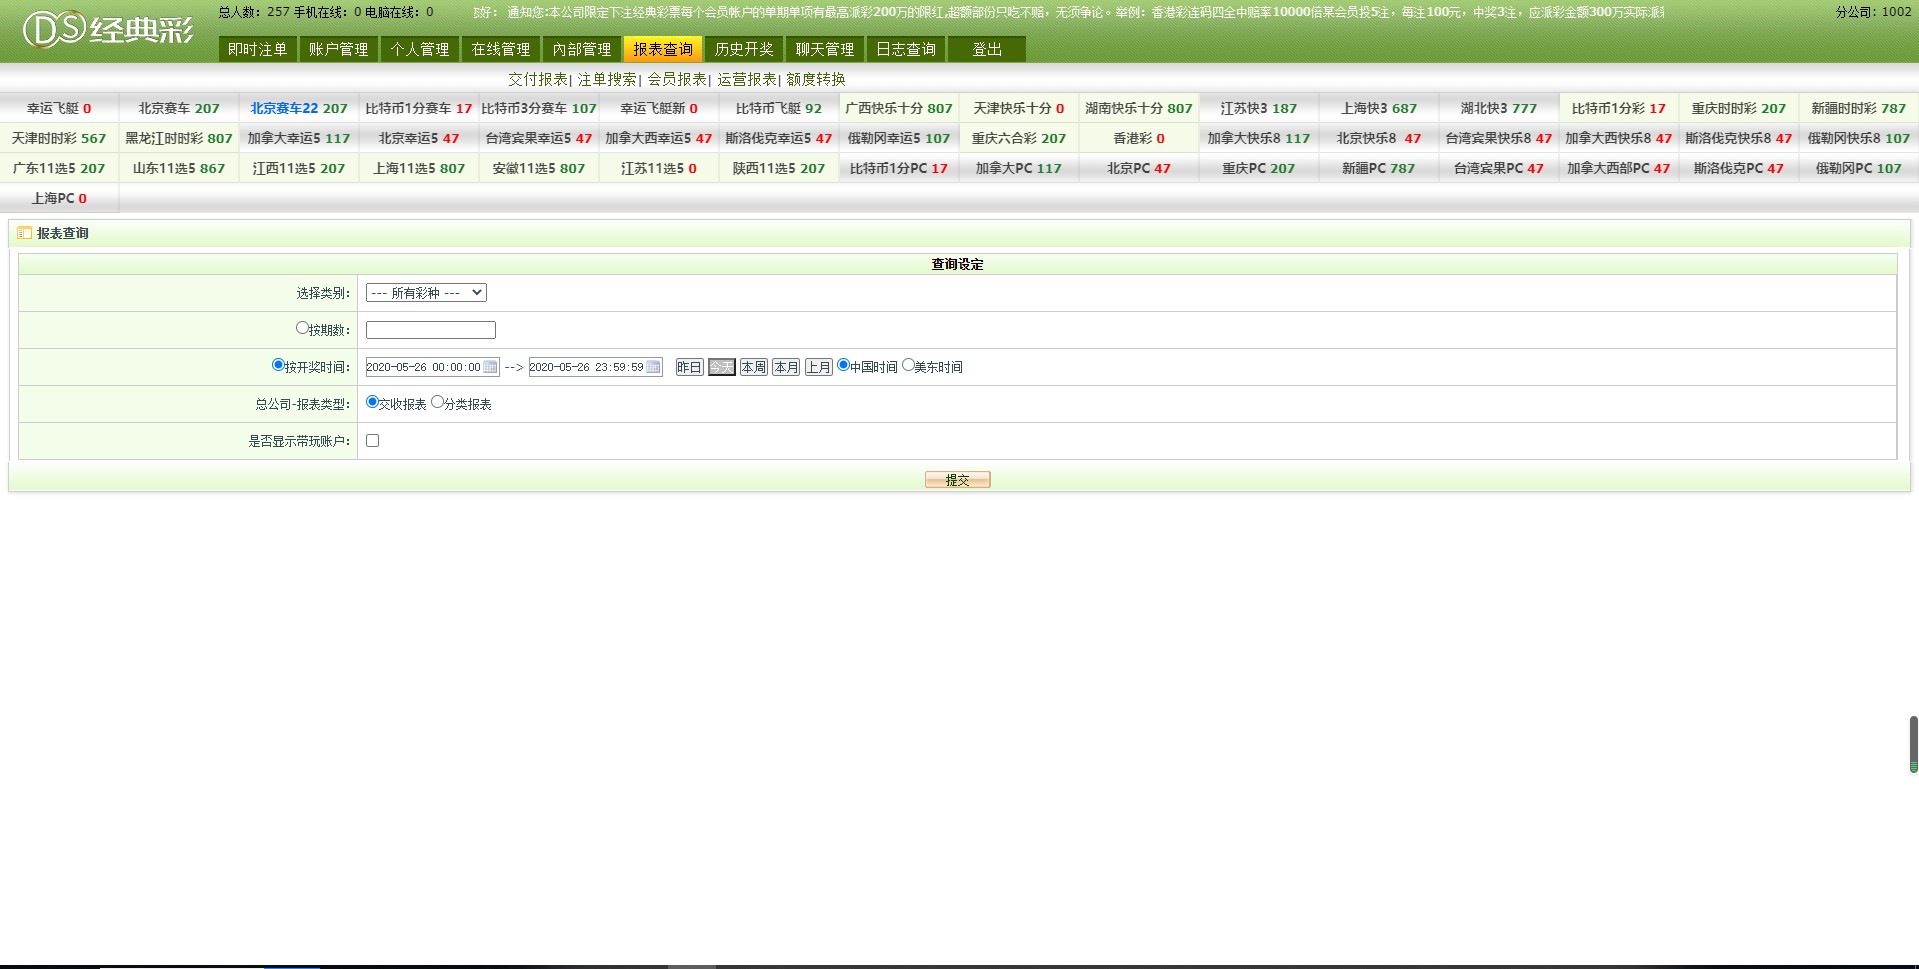 DS经典彩
总人数：257 手机在线：0 电脑在线：0
您好： 通知您:本公司限定下注经典彩票每个会员帐户的单期单项有最高派彩200万的限红,超额部份只吃不赔，无须争论。举例：香港彩连码四全中赔率10000倍某会员投5注，每注100元，中奖3注，应派彩金额300万实际派
分公司：1002
即时注单 账户管理 个人管理 在线管理 內部管理 报表查询 历史开奖 聊天管理 日志查询 登出
交付报表| 注单搜索| 会员报表| 运营报表| 额度转换
幸运飞艇 0 北京赛车 207 北京赛车22 207 比特币1分赛车 17 比特币3分赛车 107 幸运飞艇新 0 比特币飞艇 92 广西快乐十分 807 天津快乐十分 0 湖南快乐十分 807 江苏快3 187 上海快3 687 湖北快3 777 比特币1分彩 17 重庆时时彩 207 新疆时时彩 787
天津时时彩 567 黑龙江时时彩 807 加拿大幸运5 117 北京幸运5 47 台湾宾果幸运5 47 加拿大西幸运5 47 斯洛伐克幸运5 47 俄勒冈幸运5 107 重庆六合彩 207 香港彩 0 加拿大快乐8 117 北京快乐8 47 台湾宾果快乐8 47 加拿大西快乐8 47 斯洛伐克快乐8 47 俄勒冈快乐8 107
广东11选5 207 山东11选5 867 江西11选5 207 上海11选5 807 安徽11选5 807 江苏11选5 0 陕西11选5 207 比特币1分PC 17 加拿大PC 117 北京PC 47 重庆PC 207 新疆PC 787 台湾宾果PC 47 加拿大西部PC 47 斯洛伐克PC 47 俄勒冈PC 107
上海PC 0
报表查询
查询设定
选择类别： --- 所有彩种 ---
按期数：
按开奖时间： 2020-05-26 00:00:00 --> 2020-05-26 23:59:59 昨日 今天 本周 本月 上月 中国时间 美东时间
总公司-报表类型： 交收报表 分类报表
是否显示带玩账户：
提交